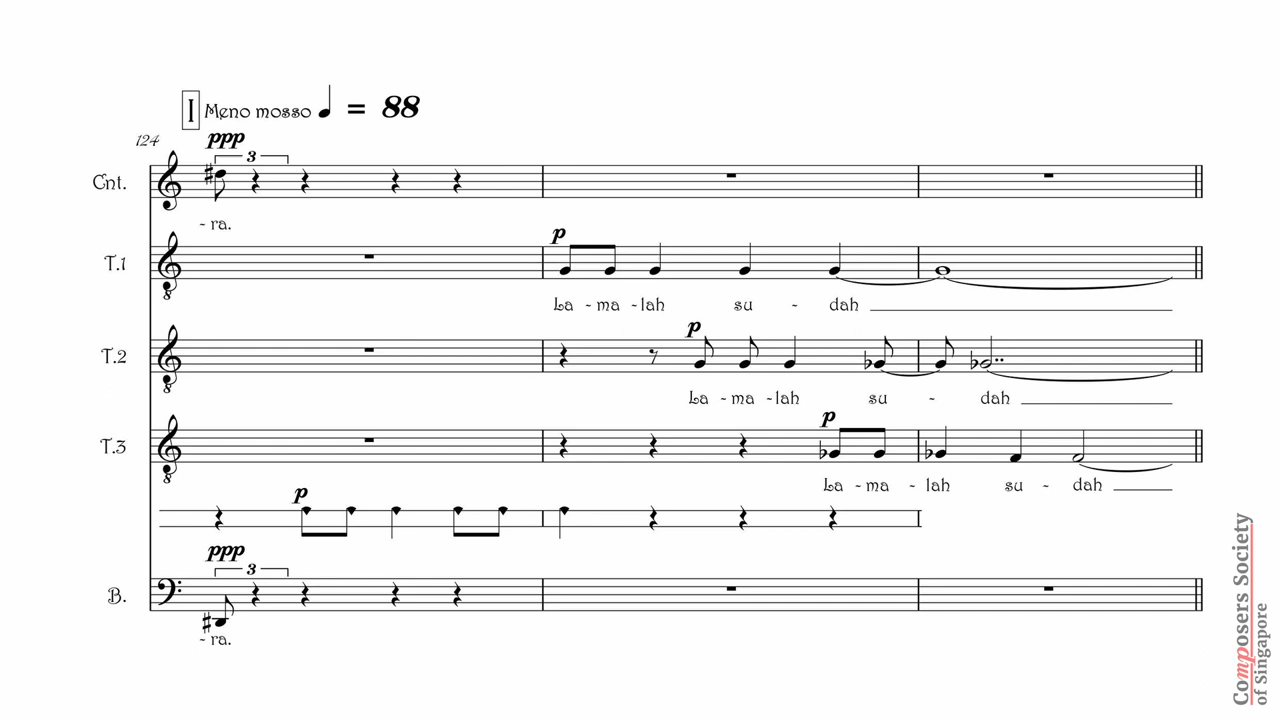 I Meno mosso ♩ = 88
124
ppp
3
Cnt.
- ra.
p
T.1
La - ma - lah su - dah
p
T.2
La - ma - lah su - dah
p
T.3
La - ma - lah su - dah
p
ppp
3
B.
- ra.
Composers Society
of Singapore